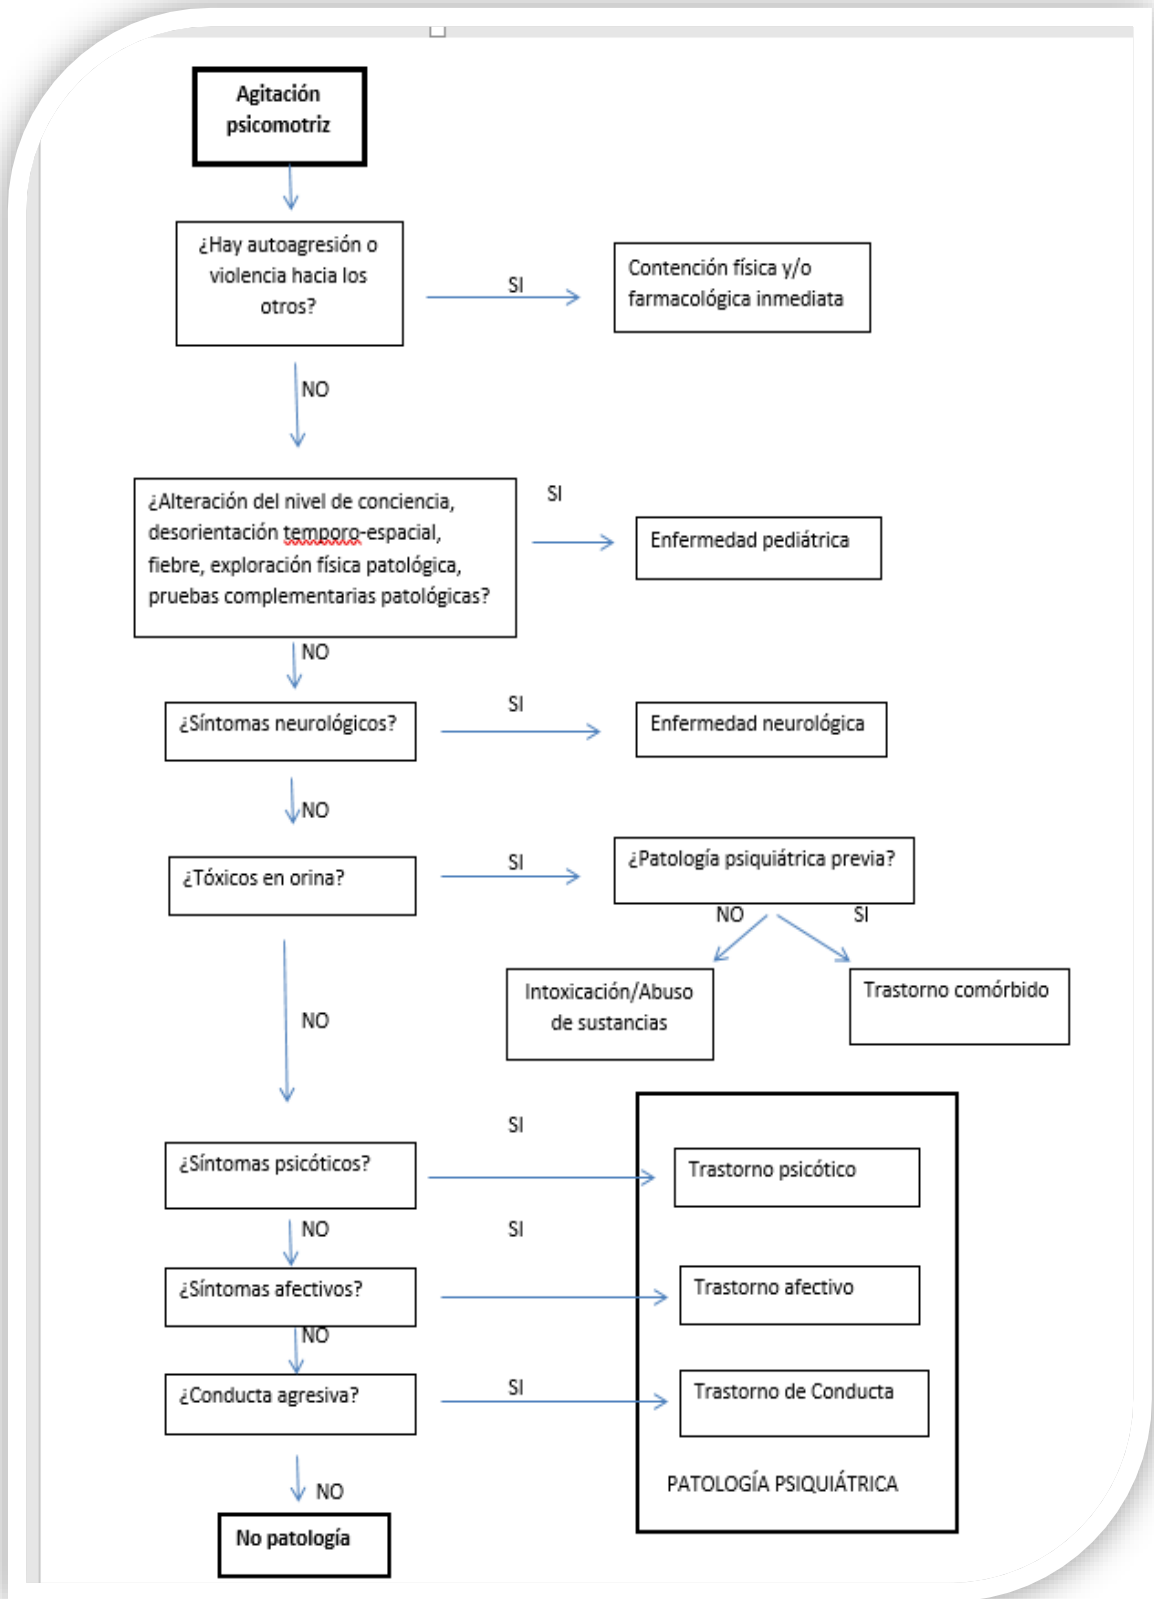 Agitación
psicomotriz
¿Hay autoagresión o
violencia hacia los
otros?
SI
Contención física y/o
farmacológica inmediata
NO
¿Alteración del nivel de conciencia,
desorientación temporo-espacial,
fiebre, exploración física patológica,
pruebas complementarias patológicas?
SI
Enfermedad pediátrica
NO
¿Síntomas neurológicos?
SI
Enfermedad neurológica
NO
¿Tóxicos en orina?
SI
¿Patología psiquiátrica previa?
NO
SI
Intoxicación/Abuso
de sustancias
Trastorno comórbido
NO
¿Síntomas psicóticos?
SI
Trastorno psicótico
NO
SI
¿Síntomas afectivos?
Trastorno afectivo
NO
¿Conducta agresiva?
SI
Trastorno de Conducta
PATOLOGÍA PSIQUIÁTRICA
NO
No patología